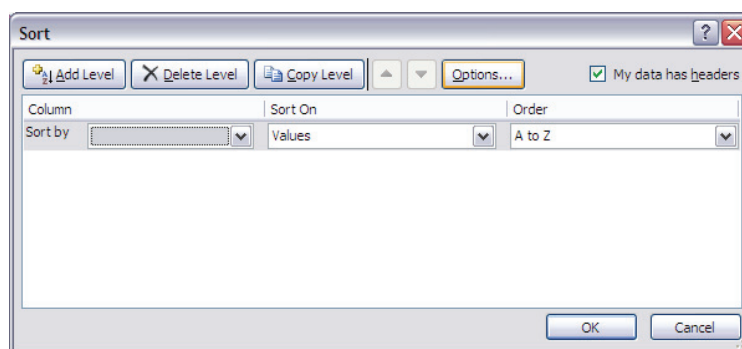 Sort
?
Add Level Delete Level Copy Level Options... My data has headers
Column Sort On Order
Sort by Values A to Z
OK Cancel